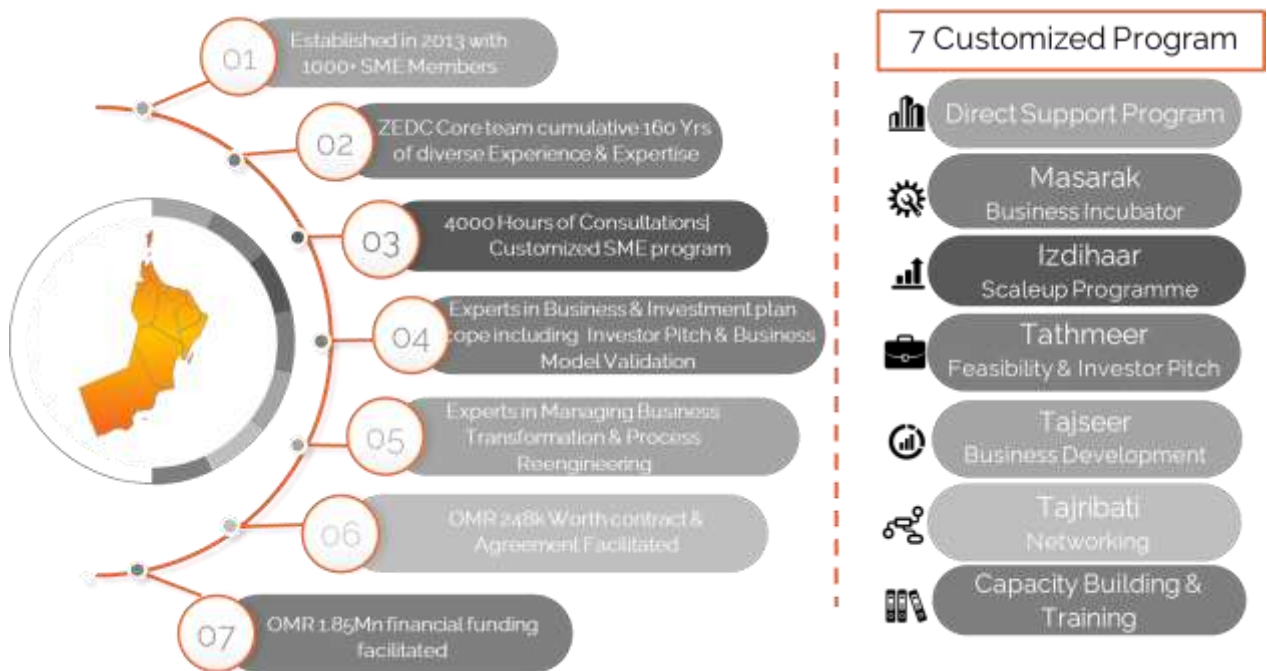 01
Established in 2013 with
1000+ SME Members
02
ZEDC Core team cumulative 160 Yrs
of diverse Experience & Expertise
03
4000 Hours of Consultations|
Customized SME program
04
Experts in Business & Investment plan
cope including Investor Pitch & Business
Model Validation
05
Experts in Managing Business
Transformation & Process
Reengineering
06
OMR 248k Worth contract &
Agreement Facilitated
07
OMR 1.85Mn financial funding
facilitated
7 Customized Program
Direct Support Program
Masarak
Business Incubator
Izdihaar
Scaleup Programme
Tathmeer
Feasibility & Investor Pitch
Tajseer
Business Development
Tajribati
Networking
Capacity Building &
Training